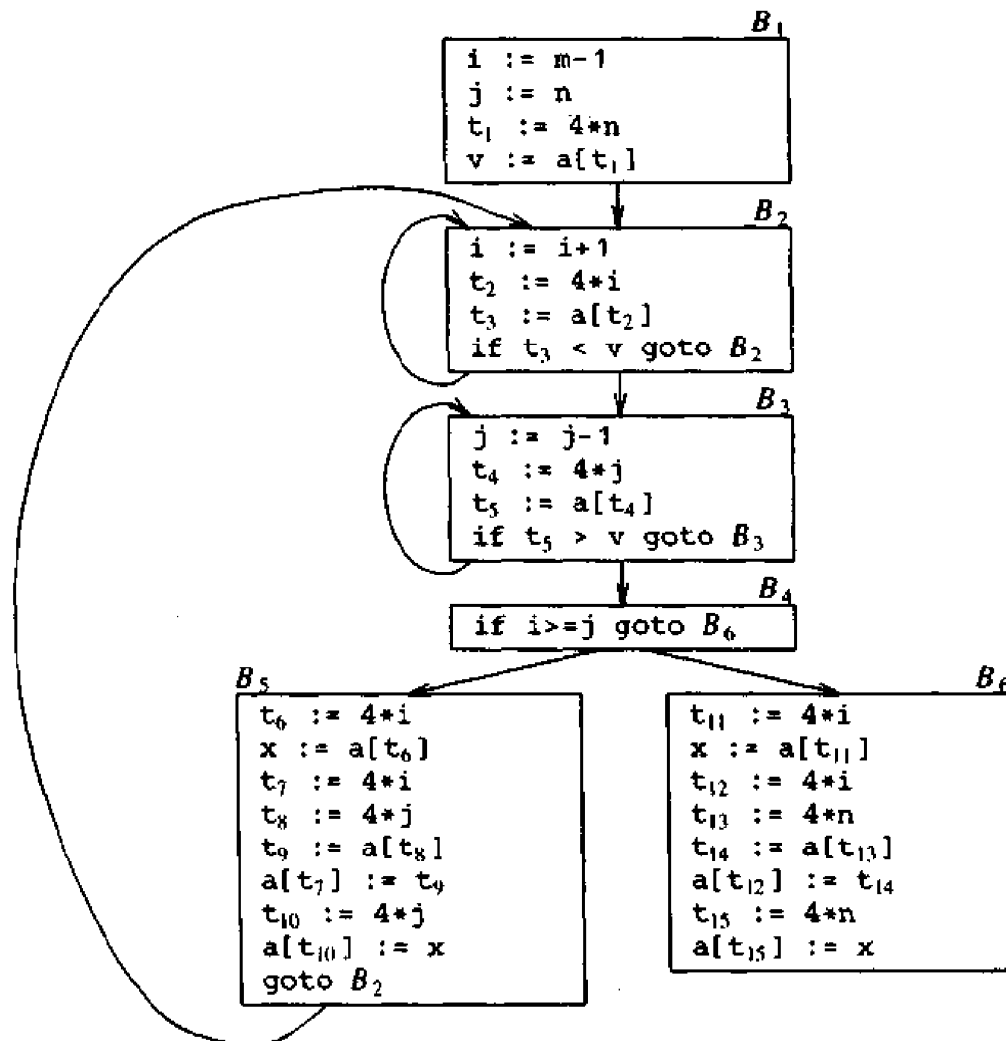 B₁
i := m-1
j := n
t₁ := 4*n
v := a[t₁]
B₂
i := i+1
t₂ := 4*i
t₃ := a[t₂]
if t₃ < v goto B₂
B₃
j := j-1
t₄ := 4*j
t₅ := a[t₄]
if t₅ > v goto B₃
B₄
if i>=j goto B₆
B₅
t₆ := 4*i
x := a[t₆]
t₇ := 4*i
t₈ := 4*j
t₉ := a[t₈]
a[t₇] := t₉
t₁₀ := 4*j
a[t₁₀] := x
goto B₂
B₆
t₁₁ := 4*i
x := a[t₁₁]
t₁₂ := 4*i
t₁₃ := 4*n
t₁₄ := a[t₁₃]
a[t₁₂] := t₁₄
t₁₅ := 4*n
a[t₁₅] := x